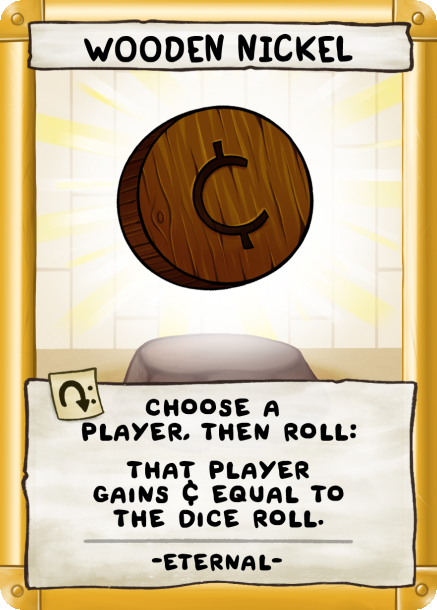 WOODEN NICKEL
¢
CHOOSE A
PLAYER, THEN ROLL:
THAT PLAYER
GAINS ¢ EQUAL TO
THE DICE ROLL.
-ETERNAL-